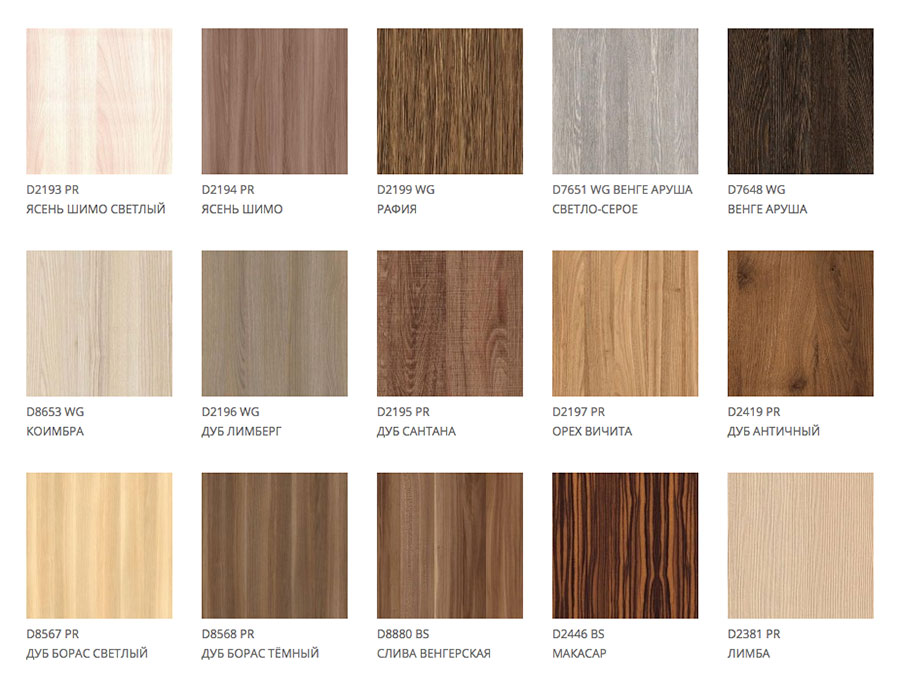 D2193 PR
ЯСЕНЬ ШИМО СВЕТЛЫЙ
D2194 PR
ЯСЕНЬ ШИМО
D2199 WG
РАФИЯ
D7651 WG ВЕНГЕ АРУША
СВЕТЛО-СЕРОЕ
D7648 WG
ВЕНГЕ АРУША
D8653 WG
КОИМБРА
D2196 WG
ДУБ ЛИМБЕРГ
D2195 PR
ДУБ САНТАНА
D2197 PR
ОРЕХ ВИЧИТА
D2419 PR
ДУБ АНТИЧНЫЙ
D8567 PR
ДУБ БОРАС СВЕТЛЫЙ
D8568 PR
ДУБ БОРАС ТЁМНЫЙ
D8880 BS
СЛИВА ВЕНГЕРСКАЯ
D2446 BS
МАКАСАР
D2381 PR
ЛИМБА